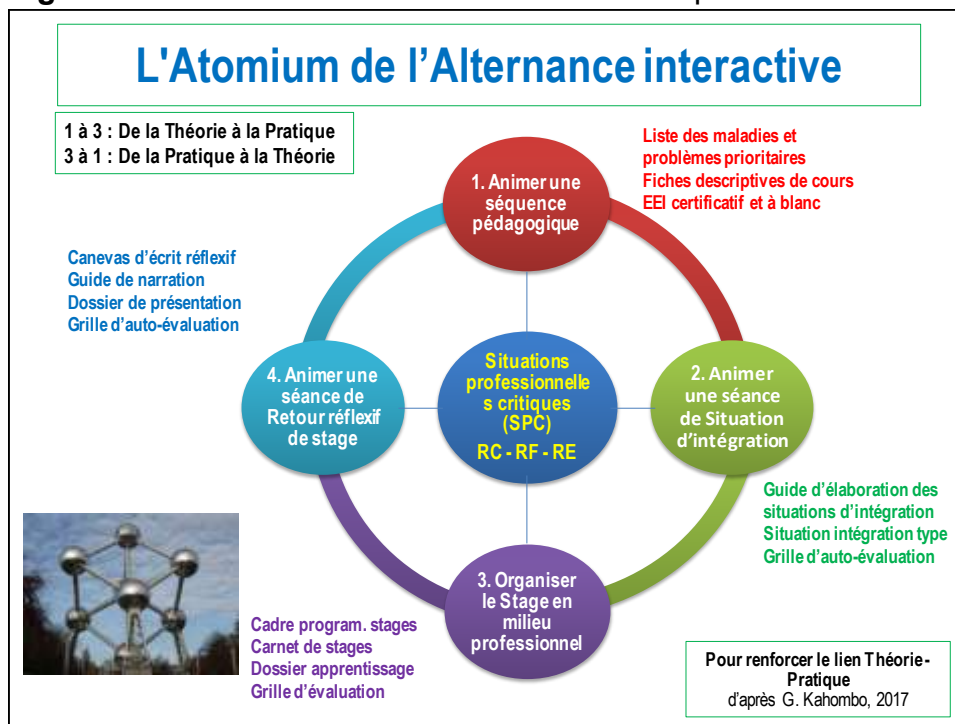 L'Atomium de l'Alternance interactive
1 à 3 : De la Théorie à la Pratique
3 à 1 : De la Pratique à la Théorie
Liste des maladies et
problèmes prioritaires
Fiches descriptives de cours
EEI certificatif et à blanc
1. Animer une
séquence
pédagogique
Canevas d'écrit réflexif
Guide de narration
Dossier de présentation
Grille d'auto-évaluation
4. Animer une
séance de
Retour réflexif
de stage
Situations
professionnelle
s critiques
(SPC)
RC - RF - RE
2. Animer
une séance
de Situation
d'intégration
Guide d'élaboration des
situations d'intégration
Situation intégration type
Grille d'auto-évaluation
3. Organiser
le Stage en
milieu
professionnel
Cadre program. stages
Carnet de stages
Dossier apprentissage
Grille d'évaluation
Pour renforcer le lien Théorie-
Pratique
d'après G. Kahombo, 2017